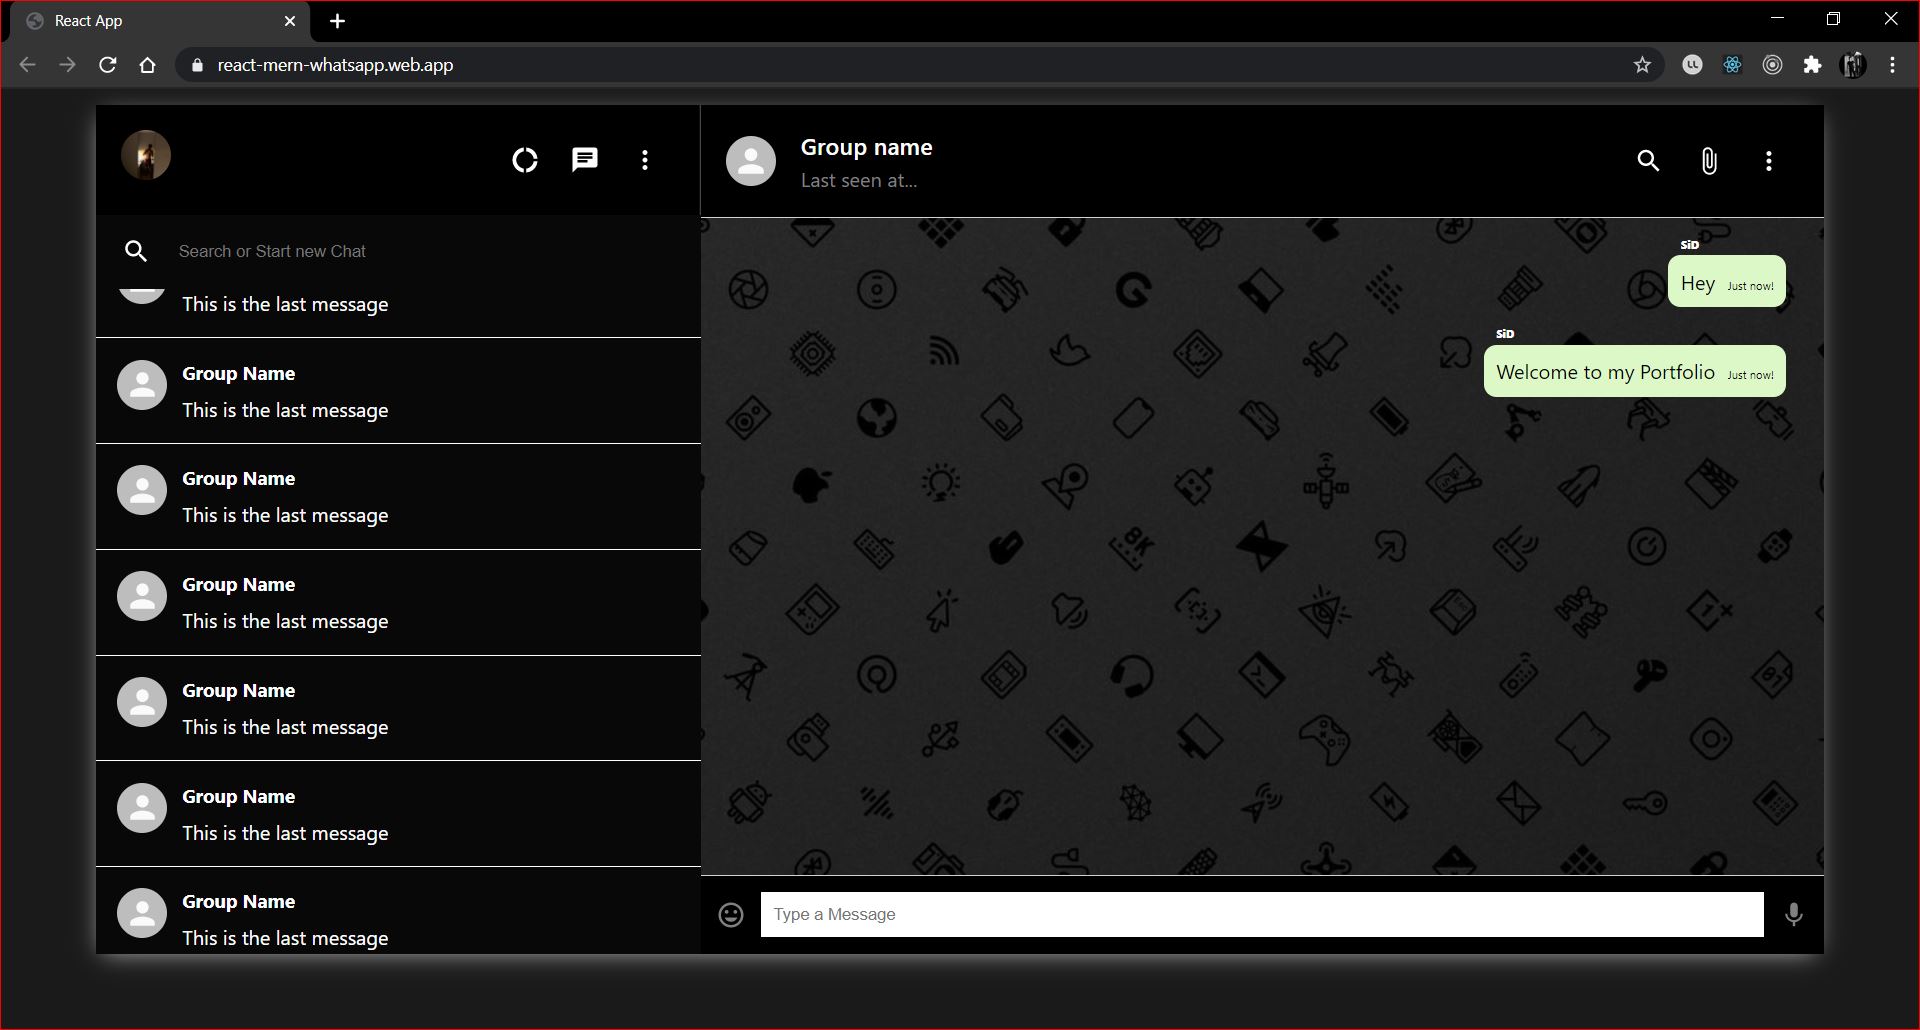 React App
react-mern-whatsapp.web.app
Group name
Last seen at...
Search or Start new Chat
This is the last message
Group Name
This is the last message
Group Name
This is the last message
Group Name
This is the last message
Group Name
This is the last message
Group Name
This is the last message
Group Name
This is the last message
SiD
Hey Just now!
SiD
Welcome to my Portfolio Just now!
8K
1+
Type a Message